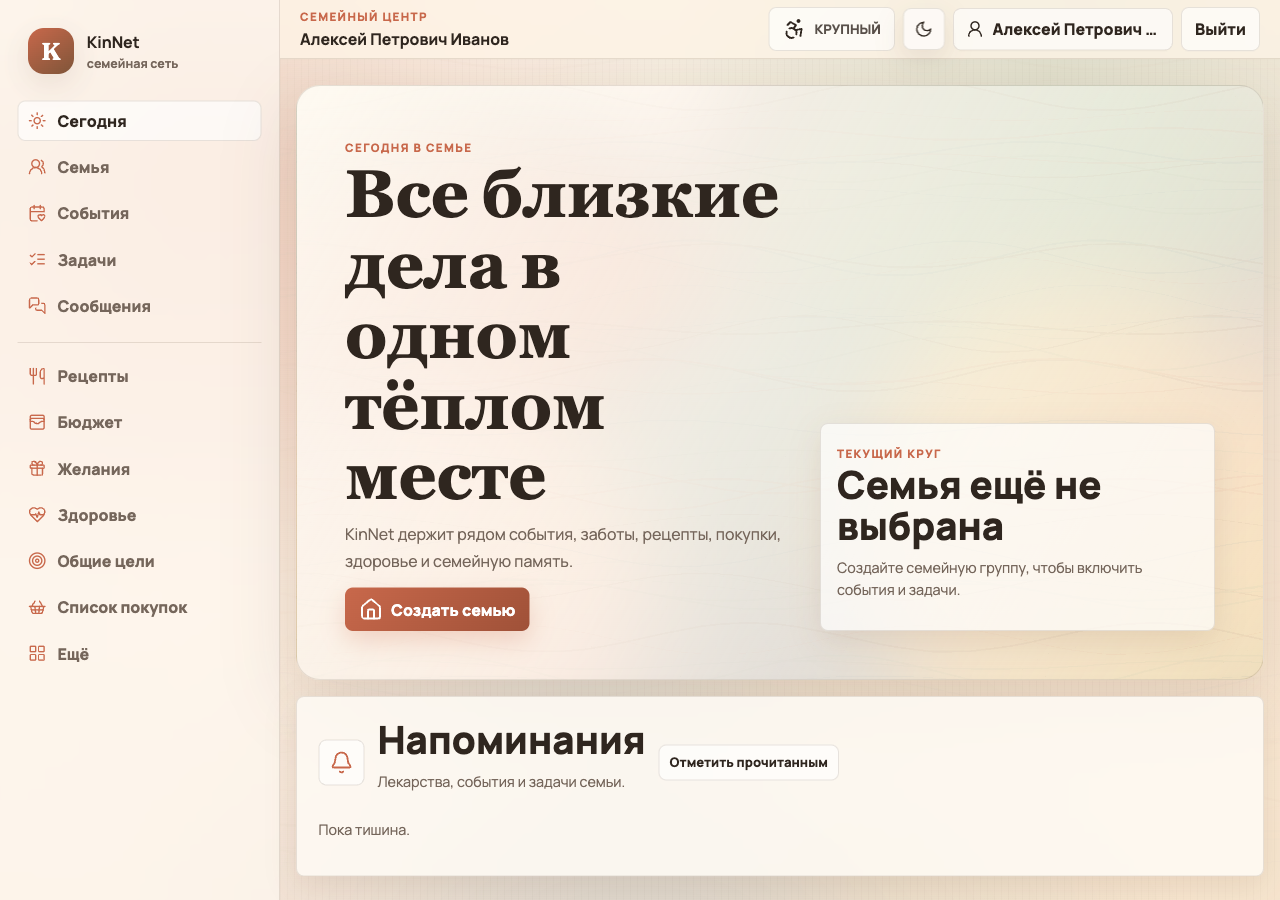 K
KinNet
семейная сеть
Сегодня
Семья
События
Задачи
Сообщения
Рецепты
Бюджет
Желания
Здоровье
Общие цели
Список покупок
Ещё
СЕМЕЙНЫЙ ЦЕНТР
Алексей Петрович Иванов
КРУПНЫЙ
Алексей Петрович ...
Выйти
СЕГОДНЯ В СЕМЬЕ
Все близкие
дела в
одном
тёплом
месте
KinNet держит рядом события, заботы, рецепты, покупки,
здоровье и семейную память.
Создать семью
ТЕКУЩИЙ КРУГ
Семья ещё не
выбрана
Создайте семейную группу, чтобы включить
события и задачи.
Напоминания
Лекарства, события и задачи семьи.
Отметить прочитанным
Пока тишина.